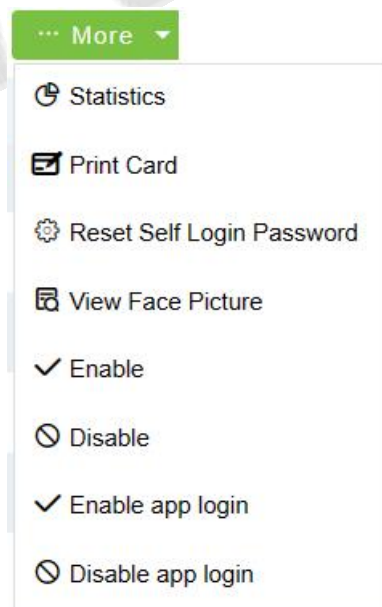 ··· More
Statistics
Print Card
Reset Self Login Password
View Face Picture
Enable
Disable
Enable app login
Disable app login